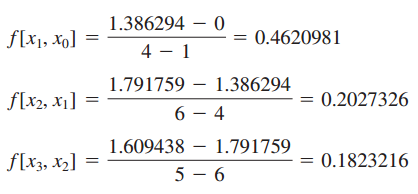 f[x₁, x₀] = (1.386294 − 0) / (4 − 1) = 0.4620981
f[x₂, x₁] = (1.791759 − 1.386294) / (6 − 4) = 0.2027326
f[x₃, x₂] = (1.609438 − 1.791759) / (5 − 6) = 0.1823216